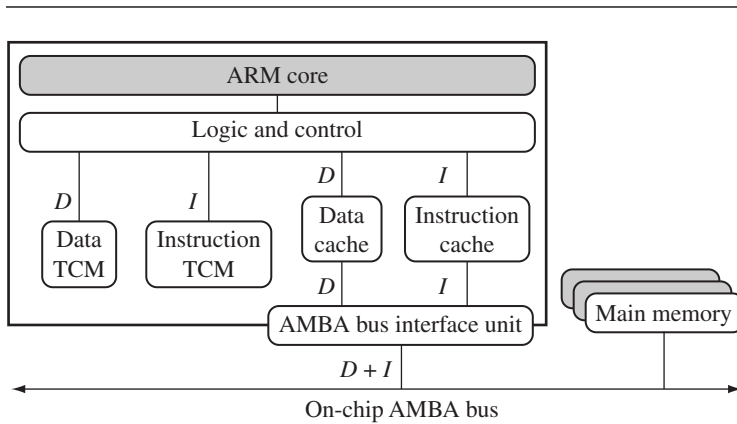 ARM core
Logic and control
D
I
D
I
Data
TCM
Instruction
TCM
Data
cache
Instruction
cache
D
I
AMBA bus interface unit
Main memory
D + I
On-chip AMBA bus